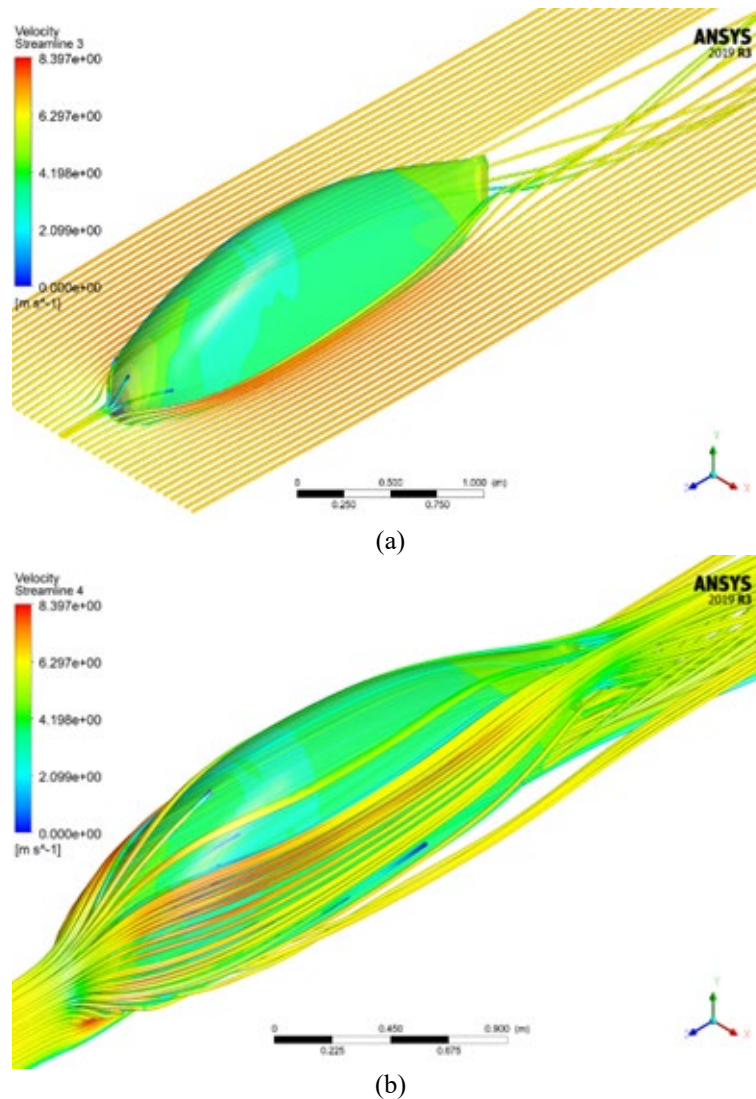 Velocity
Streamline 3
8.397e+00
6.297e+00
4.198e+00
2.099e+00
0.000e+00
[m s^-1]
ANSYS
2019 R3
Y
Z
X
0 0.500 1.000 (m)
0.250 0.750
(a)
Velocity
Streamline 4
8.397e+00
6.297e+00
4.198e+00
2.099e+00
0.000e+00
[m s^-1]
ANSYS
2019 R3
Y
Z
X
0 0.450 0.900 (m)
0.225 0.675
(b)